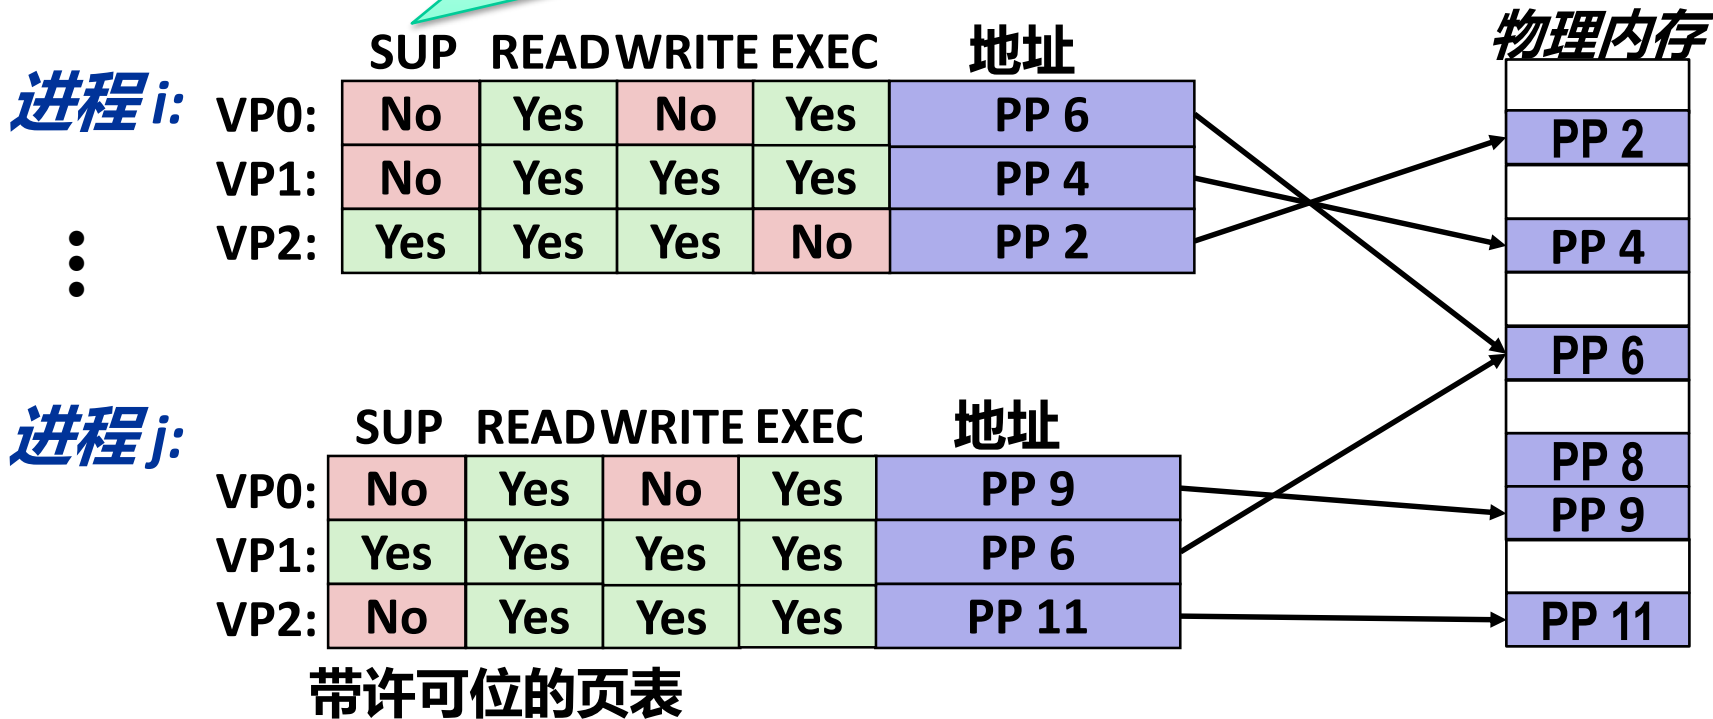 物理内存
SUP READ WRITE EXEC 地址
进程 i:
VP0: No Yes No Yes PP 6
VP1: No Yes Yes Yes PP 4
VP2: Yes Yes Yes No PP 2
PP 2
PP 4
PP 6
PP 8
PP 9
PP 11
进程 j:
SUP READ WRITE EXEC 地址
VP0: No Yes No Yes PP 9
VP1: Yes Yes Yes Yes PP 6
VP2: No Yes Yes Yes PP 11
带许可位的页表